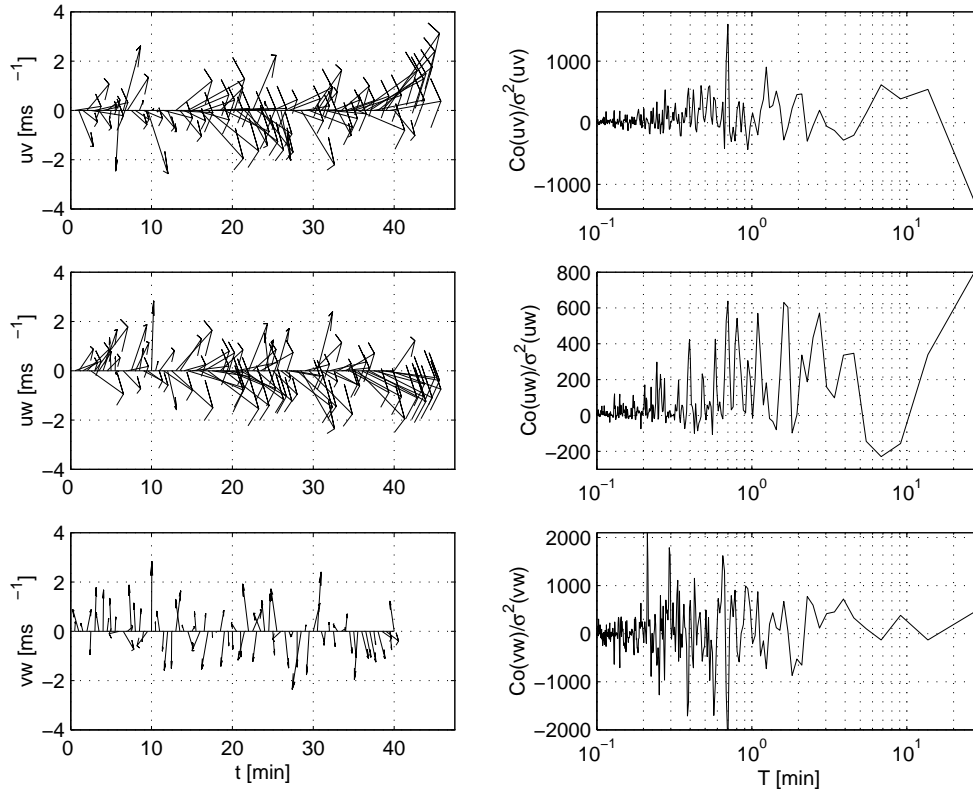 4
2
0
−2
−4
uv [ms⁻¹]
0 10 20 30 40
1000
0
−1000
Co(uv)/σ²(uv)
10⁻¹ 10⁰ 10¹
4
2
0
−2
−4
uw [ms⁻¹]
0 10 20 30 40
800
600
400
200
0
−200
Co(uw)/σ²(uw)
10⁻¹ 10⁰ 10¹
4
2
0
−2
−4
vw [ms⁻¹]
0 10 20 30 40
t [min]
2000
1000
0
−1000
−2000
Co(vw)/σ²(vw)
10⁻¹ 10⁰ 10¹
T [min]